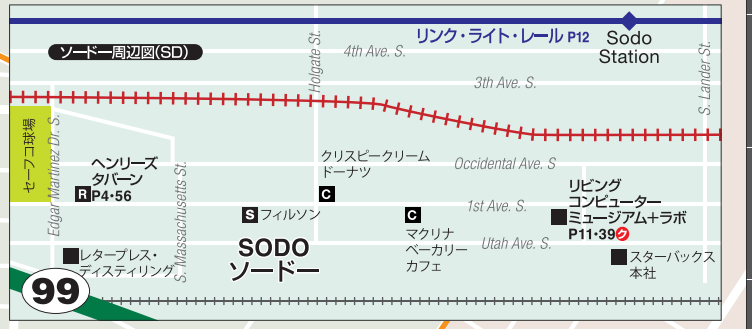 リンク・ライト・レール P12
Sodo
Station
ソードー周辺図(SD)
Holgate St.
4th Ave. S.
S. Lander St.
3th Ave. S.
セーフコ球場
Edgar Martinez Dr. S.
ヘンリーズ
タバーン
R P4・56
S. Massachusetts St.
クリスピークリーム
ドーナツ
C
Occidental Ave. S
S フィルソン
C
マクリナ
ベーカリー
カフェ
1st Ave. S.
リビング
コンピューター
ミュージアム+ラボ
P11・39 ク
Utah Ave. S.
SODO
ソードー
レタープレス・
ディスティリング
スターバックス
本社
99